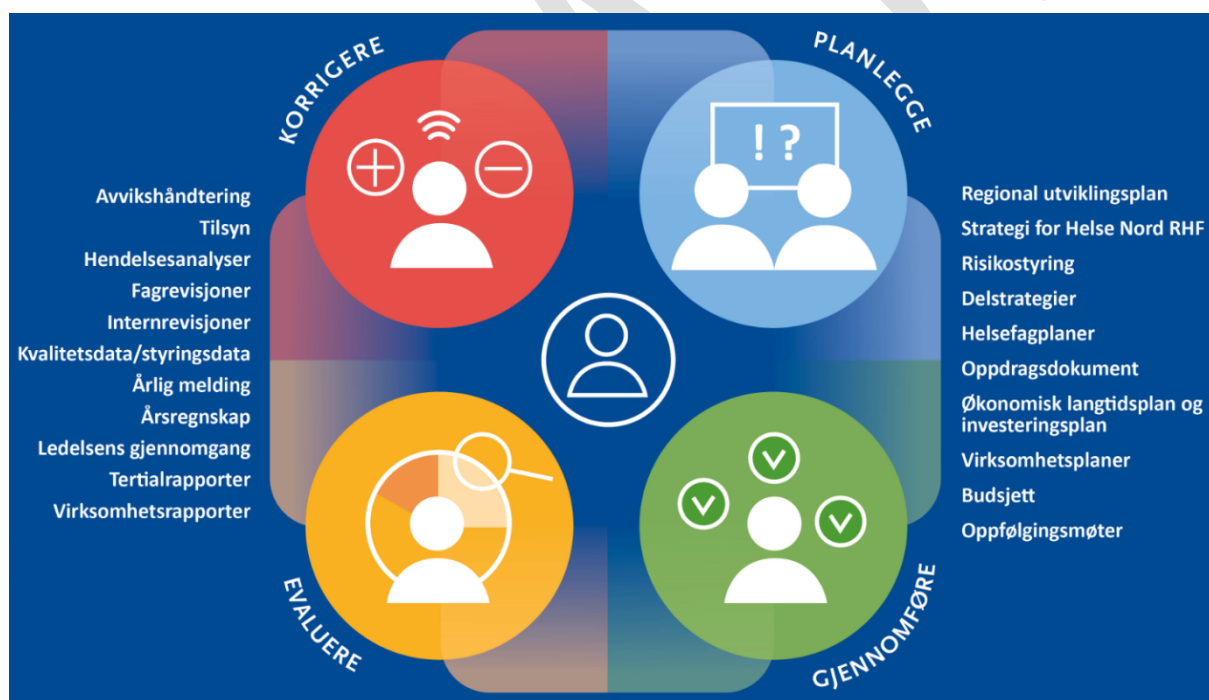 KORRIGERE
PLANLEGGE
! ?
Avvikshåndtering
Tilsyn
Hendelsesanalyser
Fagrevisjoner
Internrevisjoner
Kvalitetsdata/styringsdata
Årlig melding
Årsregnskap
Ledelsens gjennomgang
Tertialrapporter
Virksomhetsrapporter
Regional utviklingsplan
Strategi for Helse Nord RHF
Risikostyring
Delstrategier
Helsefagplaner
Oppdragsdokument
Økonomisk langtidsplan og
investeringsplan
Virksomhetsplaner
Budsjett
Oppfølgingsmøter
EVALUERE
GJENNOMFØRE